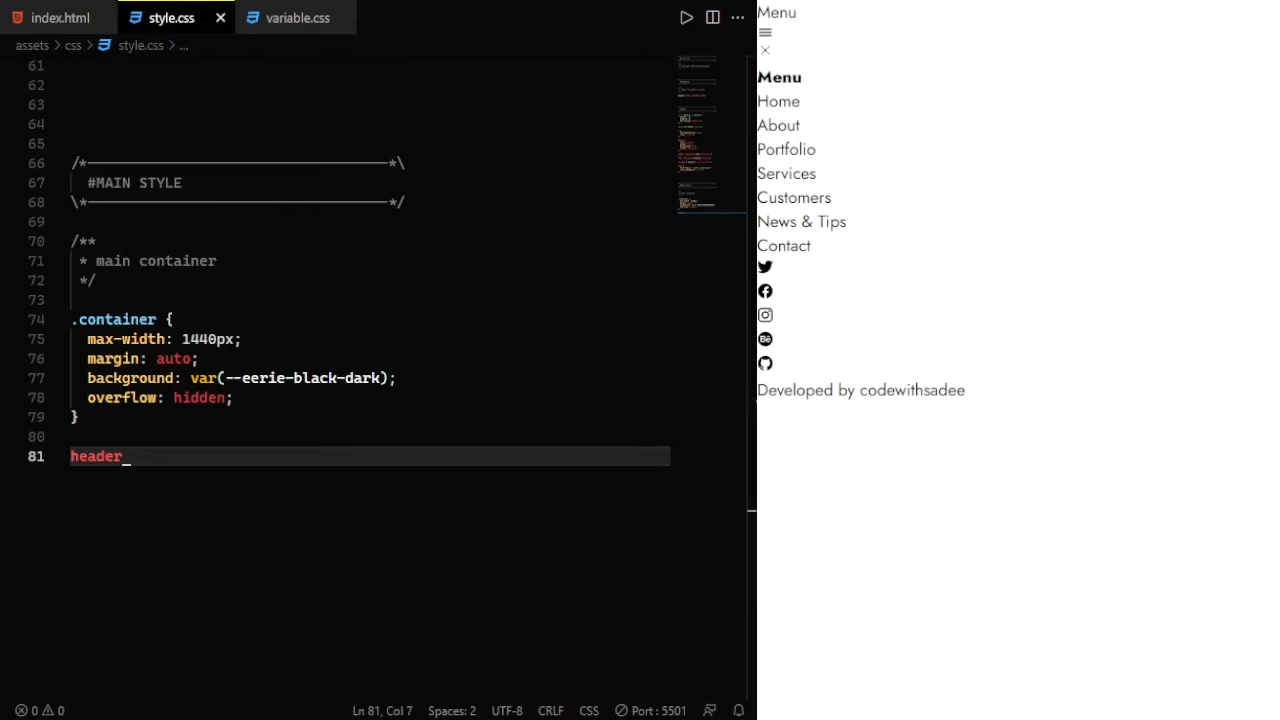 index.html
style.css
variable.css
assets > css > style.css > ...
61
62
63
64
65
66 /*——————————————————*\
67 #MAIN STYLE
68 \*——————————————————*/
69
70 /**
71 * main container
72 */
73
74 .container {
75 max-width: 1440px;
76 margin: auto;
77 background: var(--eerie-black-dark);
78 overflow: hidden;
79 }
80
81 header_
0 0
Ln 81, Col 7
Spaces: 2
UTF-8
CRLF
CSS
Port : 5501
Menu
Menu
Home
About
Portfolio
Services
Customers
News & Tips
Contact
Bē
Developed by codewithsadee